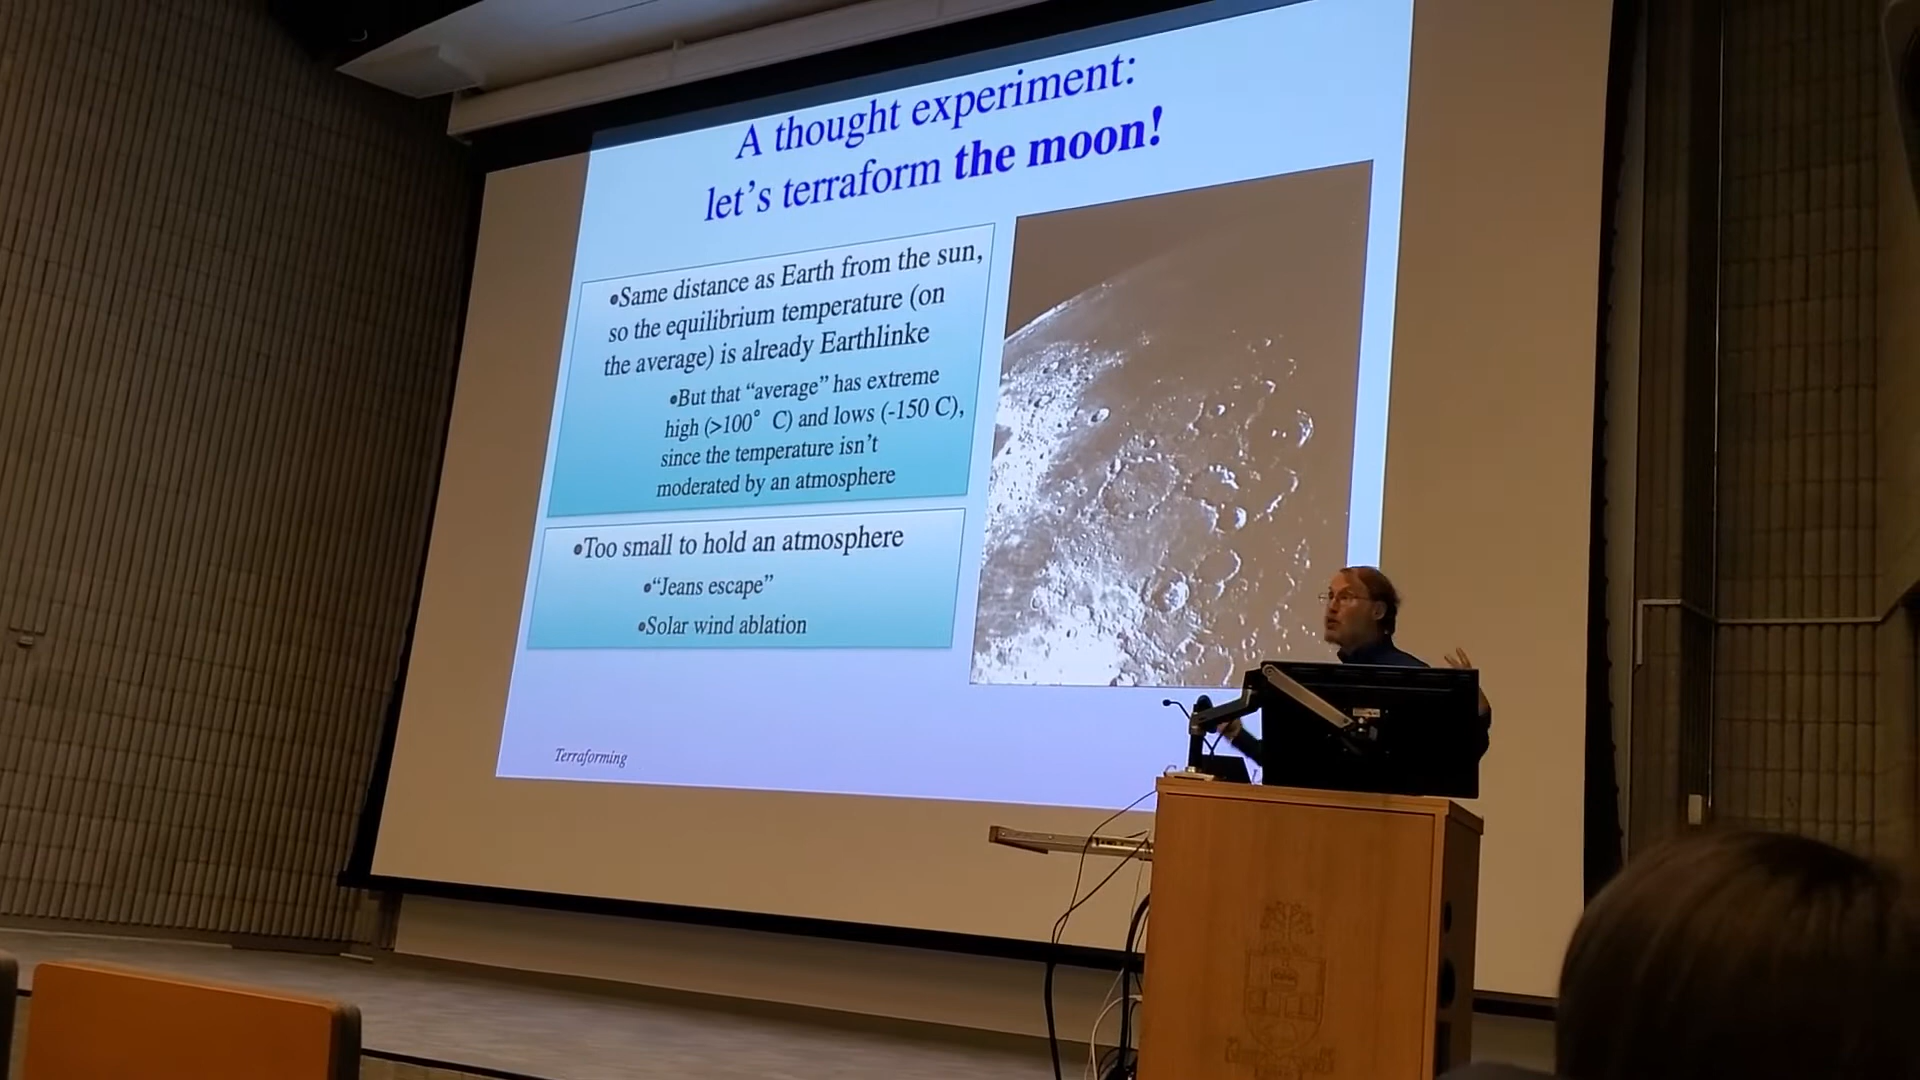 A thought experiment:
let's terraform the moon!
•Same distance as Earth from the sun,
so the equilibrium temperature (on
the average) is already Earthlinke
•But that “average” has extreme
high (>100° C) and lows (-150 C),
since the temperature isn't
moderated by an atmosphere
•Too small to hold an atmosphere
•“Jeans escape”
•Solar wind ablation
Terraforming